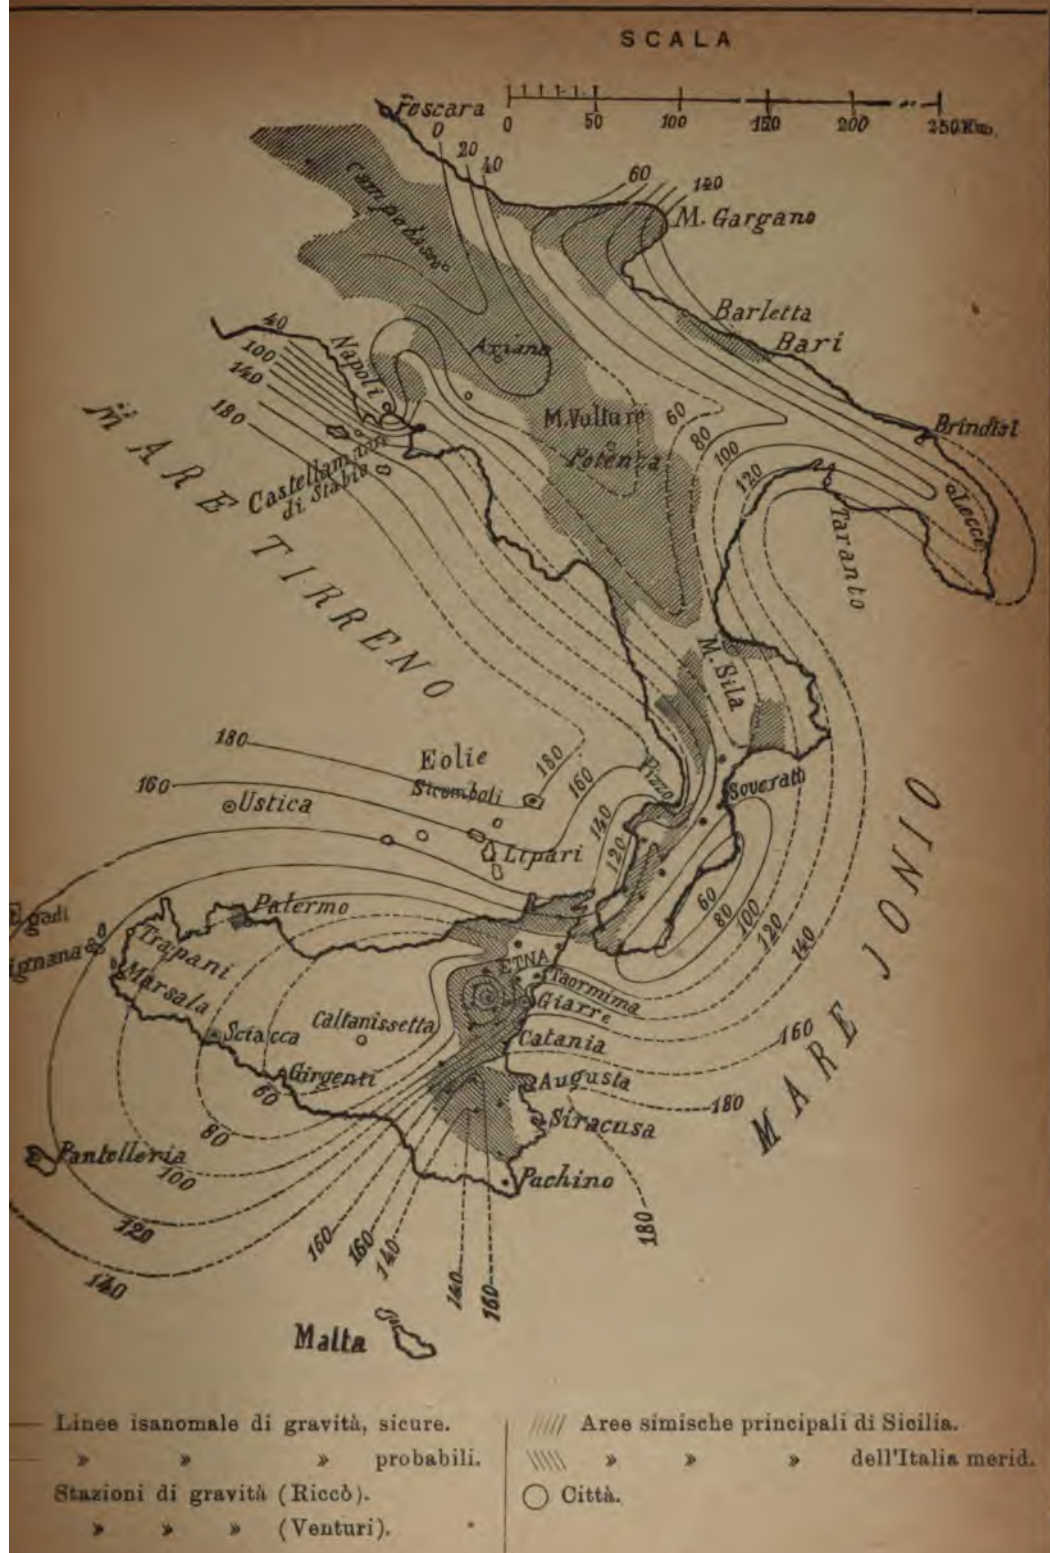 SCALA
0 50 100 150 200 250 Km.
Pescara
0
20
40
60
140
M. Gargano
Campobasso
Barletta
Bari
40
100
140
180
Napoli
Ariano
M. Vulture
Potenza
60
80
100
120
Brindisi
Lecce
Taranto
Castellamare
di Stabia
MARE TIRRENO
M. Sila
180
160
Eolie
Stromboli
180
160
140
120
Pizzo
Soverato
Ustica
Lipari
60
80
100
120
140
MARE JONIO
gadi
ignana
Palermo
Trapani
Marsala
ETNA
Taormina
Giarre
Caltanissetta
Catania
160
Sciacca
Girgenti
60
80
100
120
140
Augusta
180
Siracusa
Pantelleria
Pachino
180
160
160
140
140
160
Malta
Linee isanomale di gravità, sicure.
» » » probabili.
Stazioni di gravità (Riccò).
» » » (Venturi).
Aree simische principali di Sicilia.
» » » dell'Italia merid.
Città.